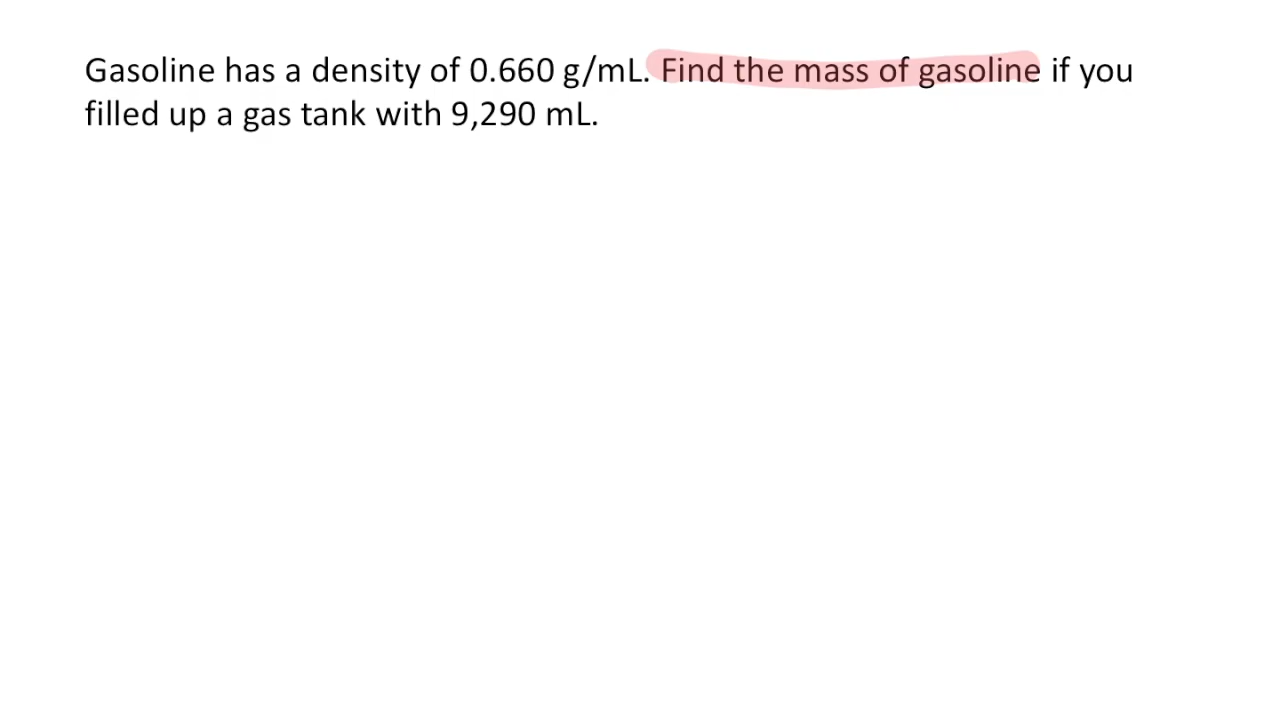 Gasoline has a density of 0.660 g/mL. Find the mass of gasoline if you
filled up a gas tank with 9,290 mL.